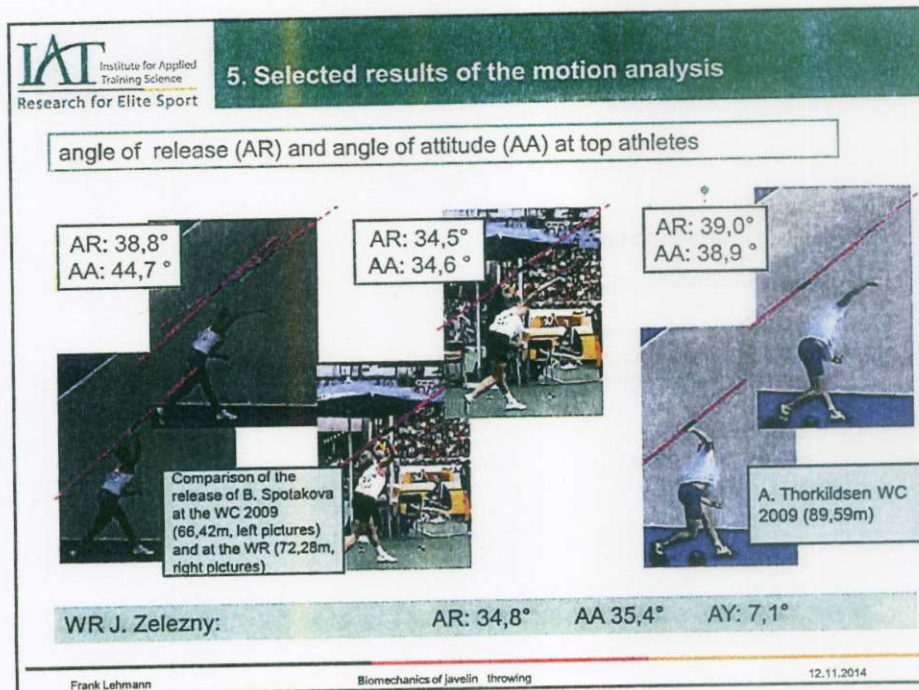 IAT Institute for Applied
Training Science
Research for Elite Sport
5. Selected results of the motion analysis
angle of release (AR) and angle of attitude (AA) at top athletes
AR: 38,8°
AA: 44,7 °
AR: 34,5°
AA: 34,6 °
AR: 39,0°
AA: 38,9 °
Comparison of the
release of B. Spotakova
at the WC 2009
(66,42m, left pictures)
and at the WR (72,28m,
right pictures)
A. Thorkildsen WC
2009 (89,59m)
WR J. Zelezny: AR: 34,8° AA 35,4° AY: 7,1°
Frank Lehmann Biomechanics of javelin throwing 12.11.2014